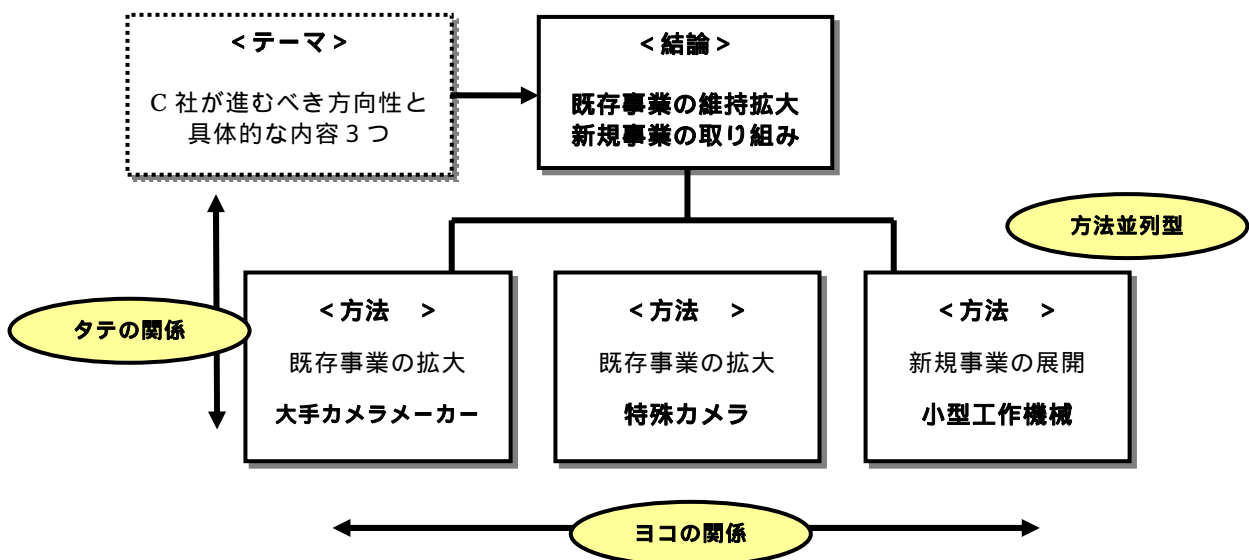 ＜テーマ＞
C 社が進むべき方向性と
具体的な内容３つ
＜結論＞
既存事業の維持拡大
新規事業の取り組み
方法並列型
タテの関係
＜方法　＞
既存事業の拡大
大手カメラメーカー
＜方法　＞
既存事業の拡大
特殊カメラ
＜方法　＞
新規事業の展開
小型工作機械
ヨコの関係